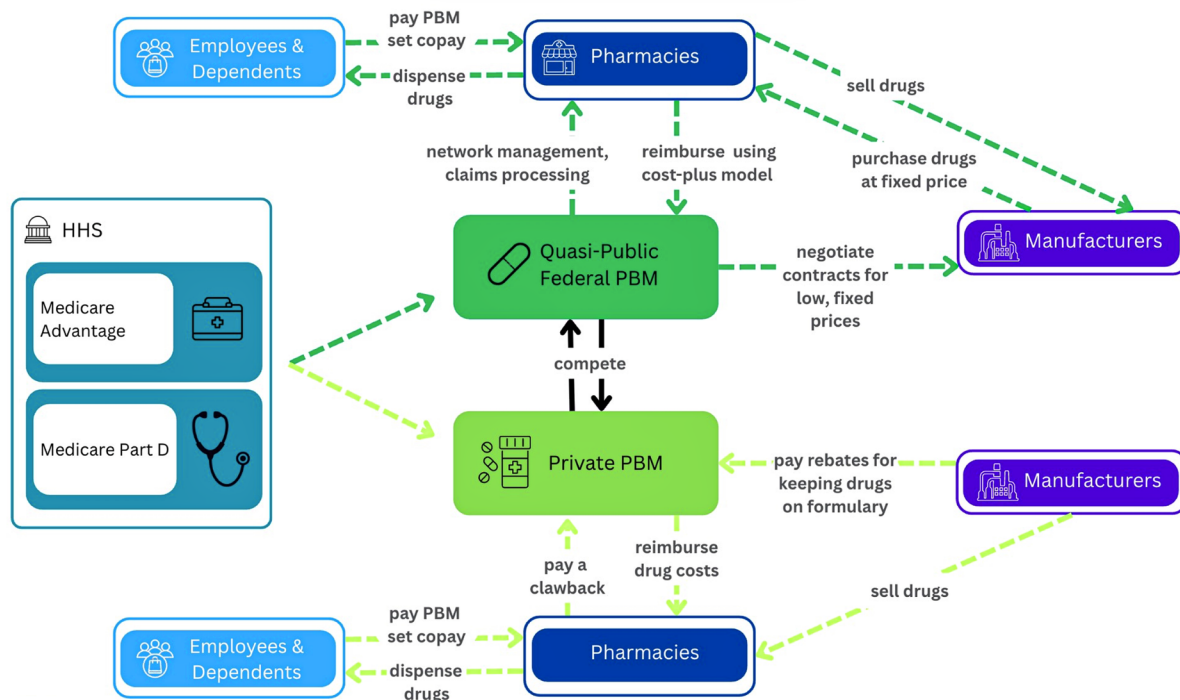 pay PBM
set copay
Employees &
Dependents
dispense
drugs
Pharmacies
sell drugs
network management,
claims processing
reimburse using
cost-plus model
purchase drugs
at fixed price
HHS
Medicare
Advantage
Medicare Part D
Quasi-Public
Federal PBM
negotiate
contracts for
low, fixed
prices
Manufacturers
compete
Private PBM
pay rebates for
keeping drugs
on formulary
Manufacturers
pay a
clawback
reimburse
drug costs
sell drugs
pay PBM
set copay
Employees &
Dependents
dispense
drugs
Pharmacies